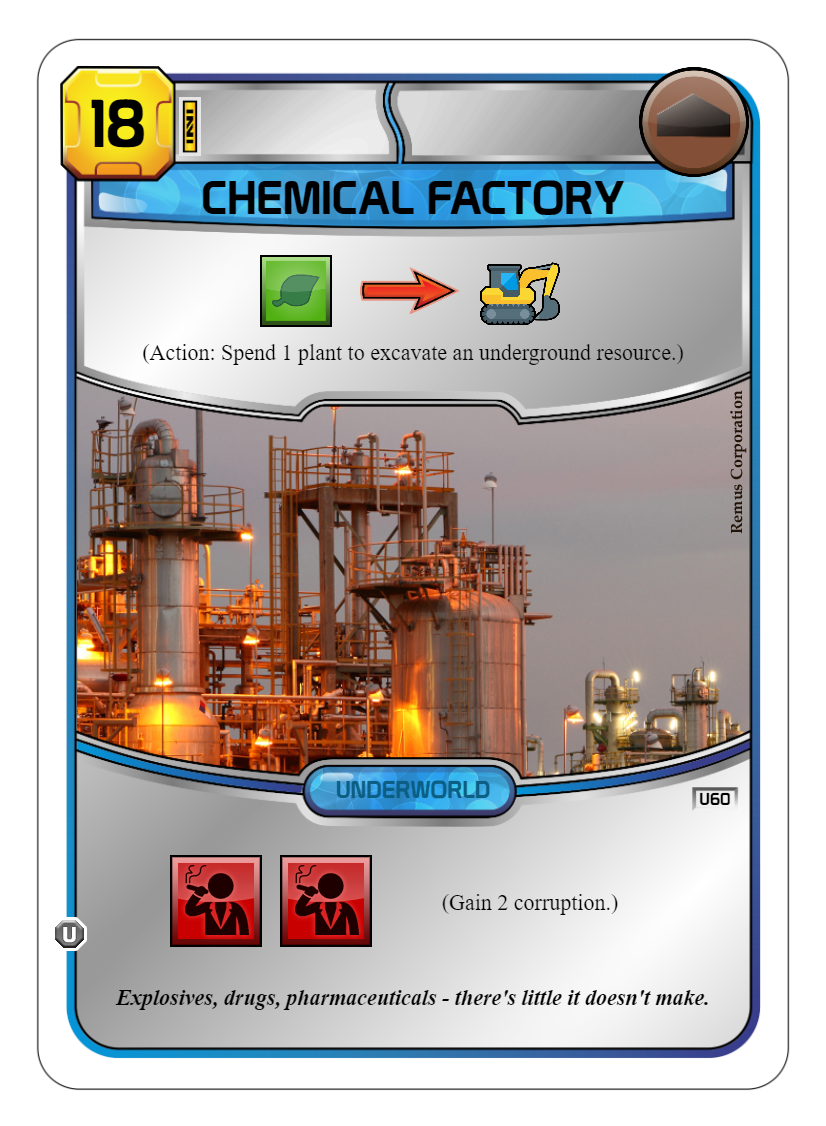 18
CHEMICAL FACTORY
(Action: Spend 1 plant to excavate an underground resource.)
Remus Corporation
UNDERWORLD
U60
(Gain 2 corruption.)
U
Explosives, drugs, pharmaceuticals - there's little it doesn't make.